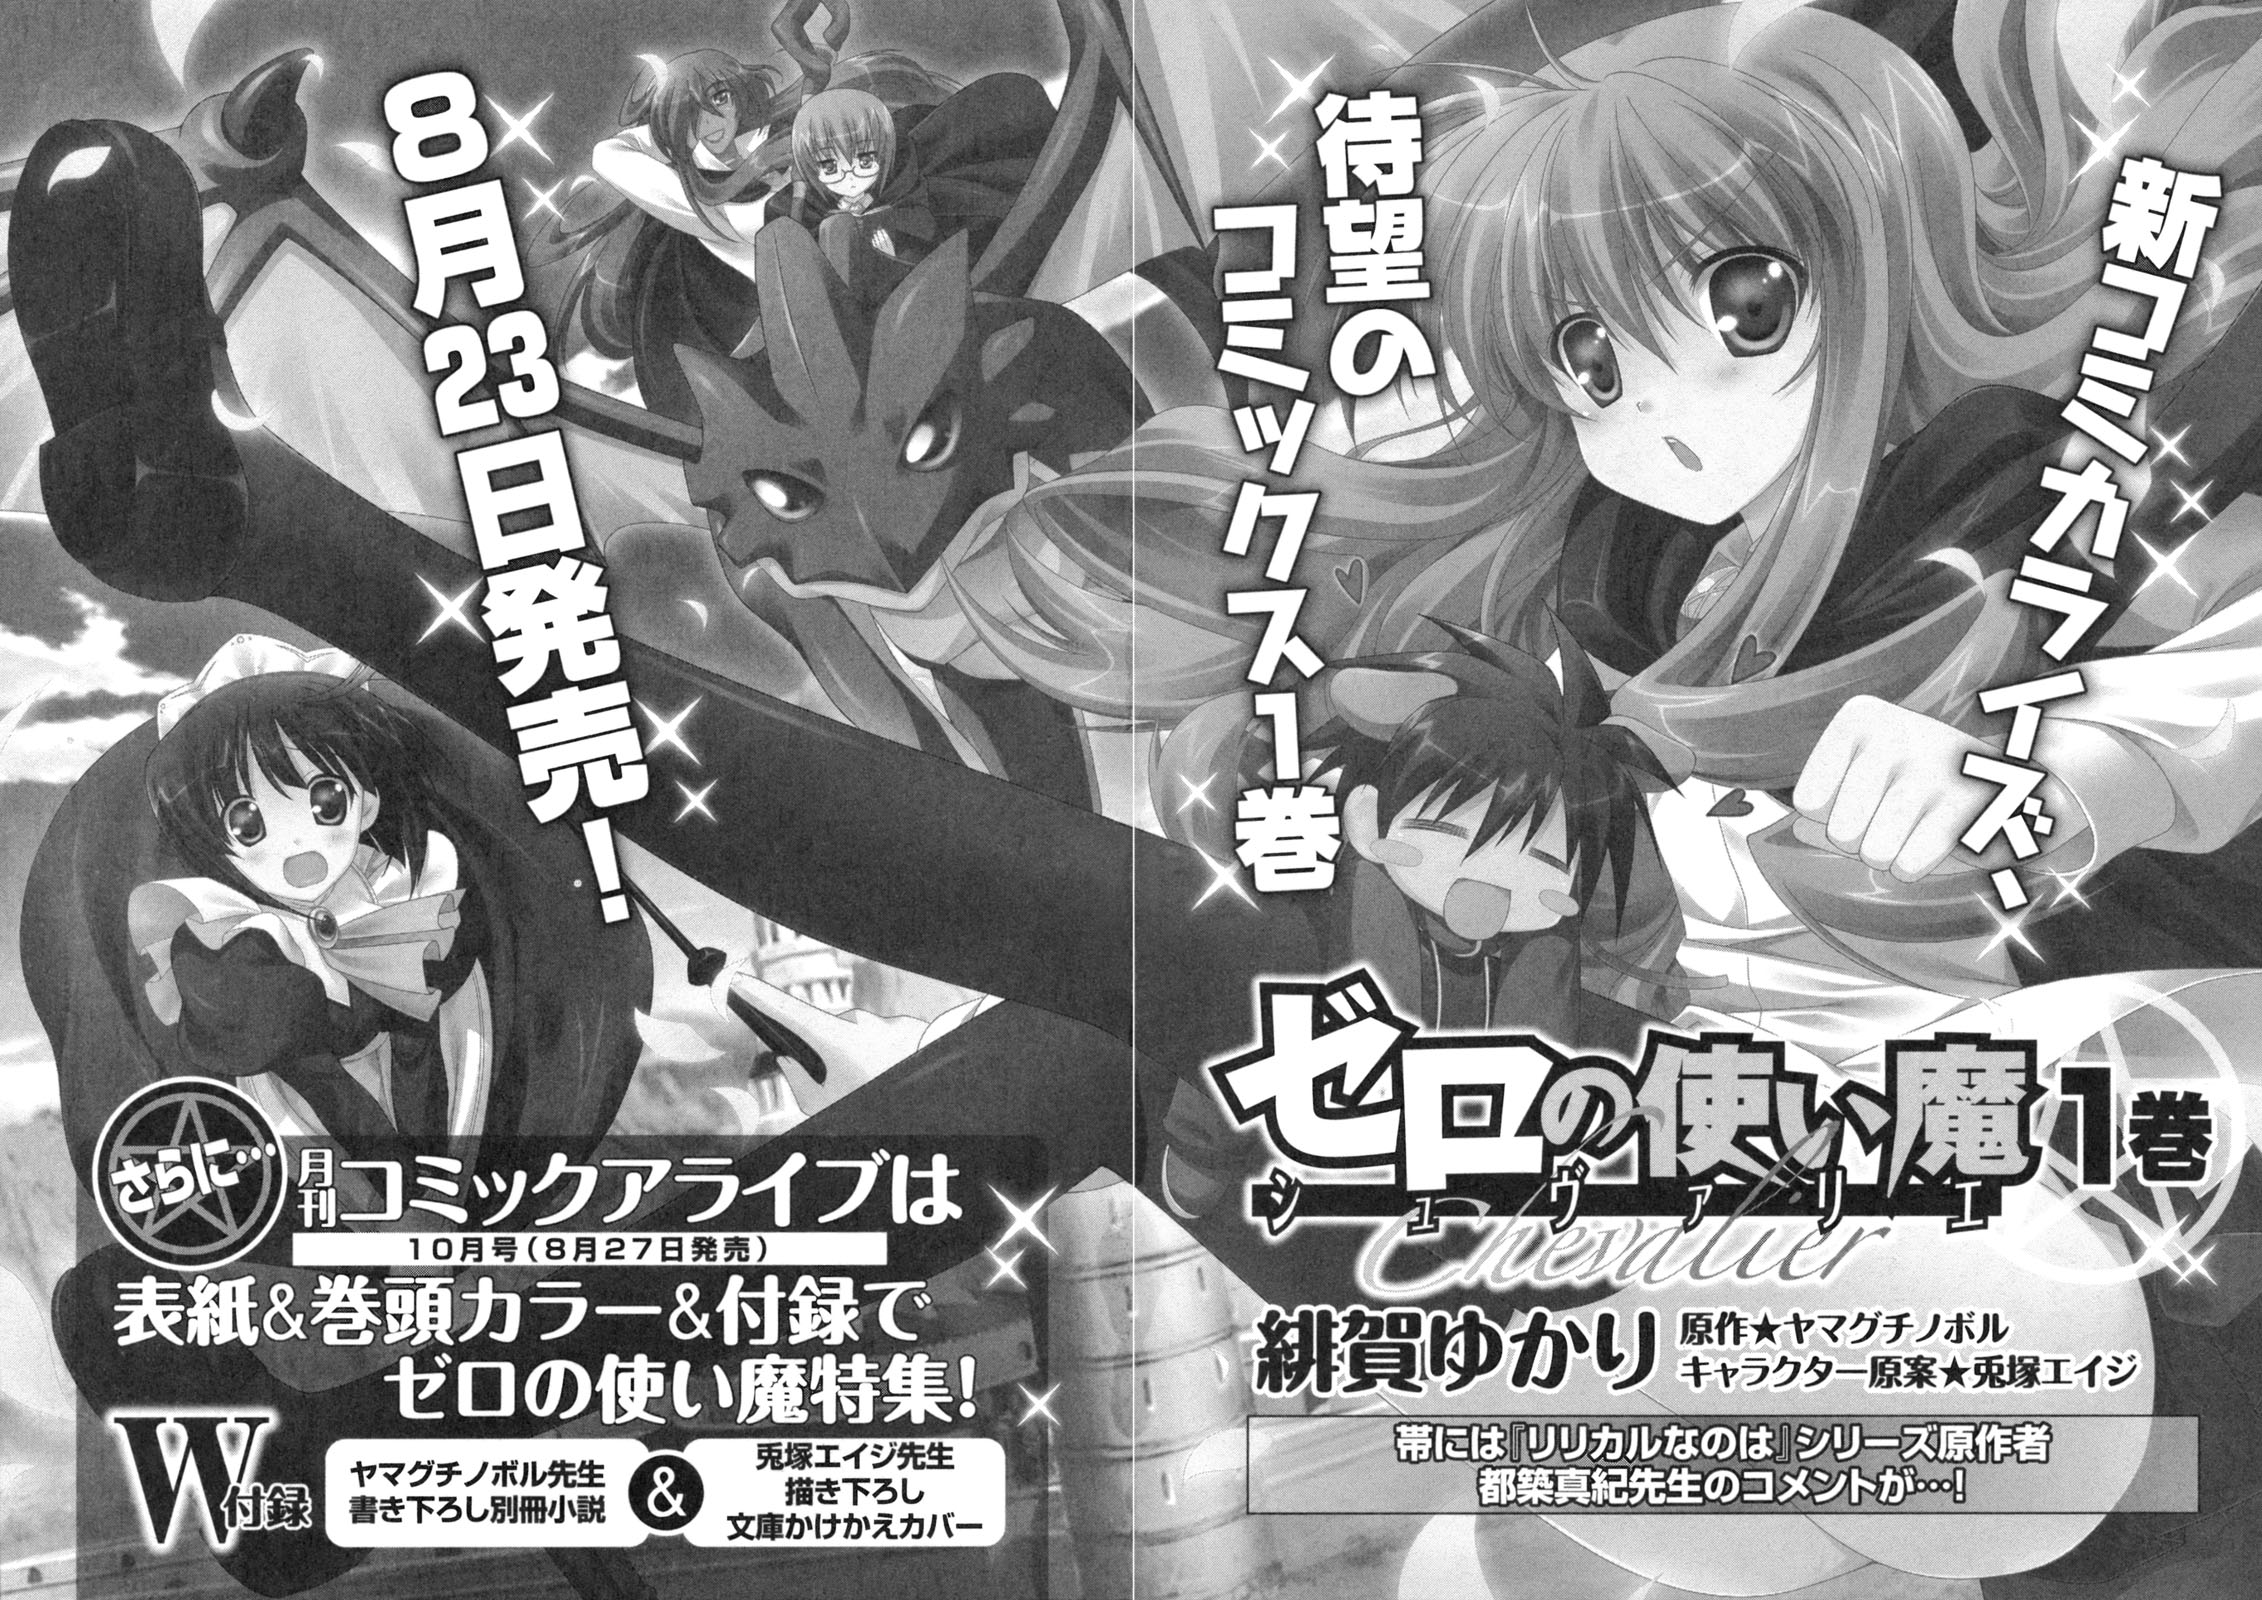 新コミカライズ、
待望の
コミックス1巻
8月23日発売!
ゼロの使い魔 1巻
シュヴァリエ
Chevalier
緋賀ゆかり
原作★ヤマグチノボル
キャラクター原案★兎塚エイジ
帯には『リリカルなのは』シリーズ原作者
都築真紀先生のコメントが…!
さらに…
月刊コミックアライブは
10月号(8月27日発売)
表紙&巻頭カラー&付録で
ゼロの使い魔特集!
W付録
ヤマグチノボル先生
書き下ろし別冊小説
&
兎塚エイジ先生
描き下ろし
文庫かけかえカバー